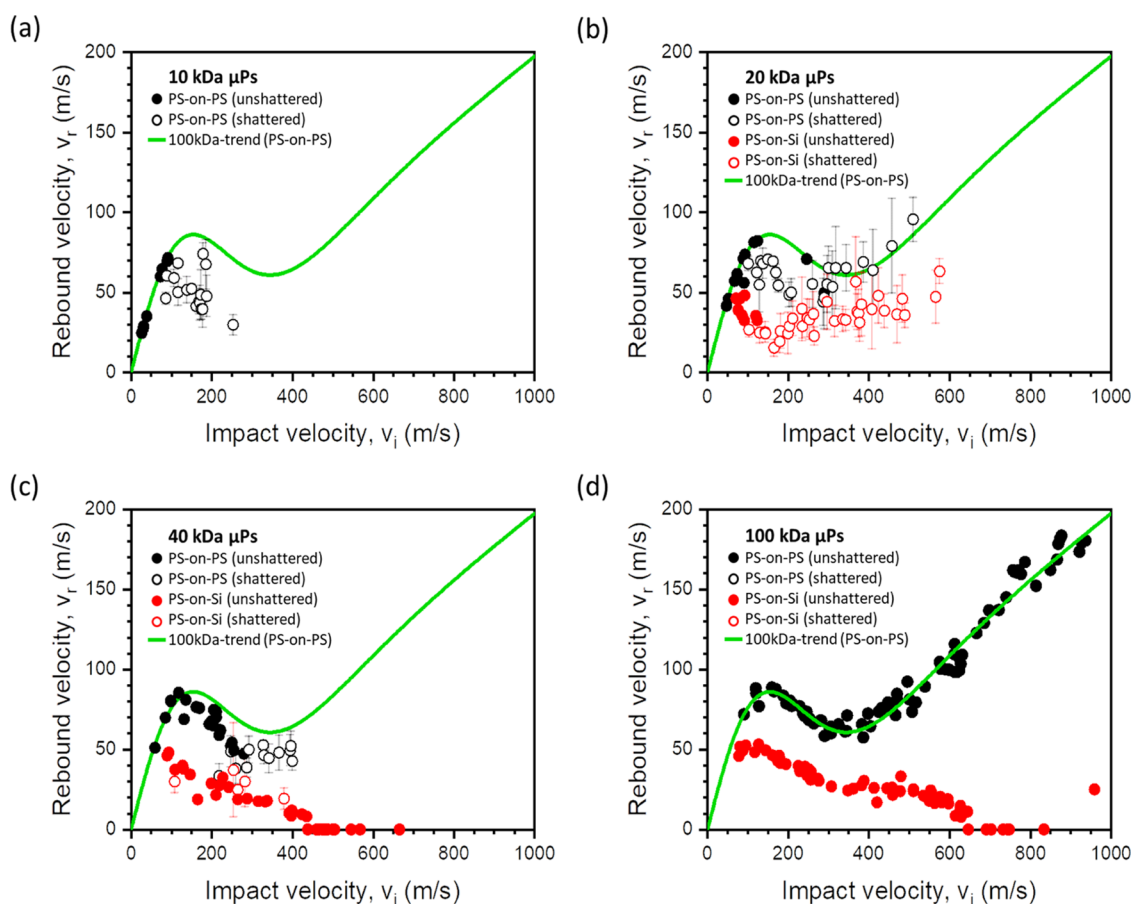 (a)
10 kDa μPs
PS-on-PS (unshattered)
PS-on-PS (shattered)
100kDa-trend (PS-on-PS)
Rebound velocity, vr (m/s)
200
150
100
50
0
0 200 400 600 800 1000
Impact velocity, vi (m/s)
(b)
20 kDa μPs
PS-on-PS (unshattered)
PS-on-PS (shattered)
PS-on-Si (unshattered)
PS-on-Si (shattered)
100kDa-trend (PS-on-PS)
Rebound velocity, vr (m/s)
200
150
100
50
0
0 200 400 600 800 1000
Impact velocity, vi (m/s)
(c)
40 kDa μPs
PS-on-PS (unshattered)
PS-on-PS (shattered)
PS-on-Si (unshattered)
PS-on-Si (shattered)
100kDa-trend (PS-on-PS)
Rebound velocity, vr (m/s)
200
150
100
50
0
0 200 400 600 800 1000
Impact velocity, vi (m/s)
(d)
100 kDa μPs
PS-on-PS (unshattered)
PS-on-PS (shattered)
PS-on-Si (unshattered)
PS-on-Si (shattered)
100kDa-trend (PS-on-PS)
Rebound velocity, vr (m/s)
200
150
100
50
0
0 200 400 600 800 1000
Impact velocity, vi (m/s)